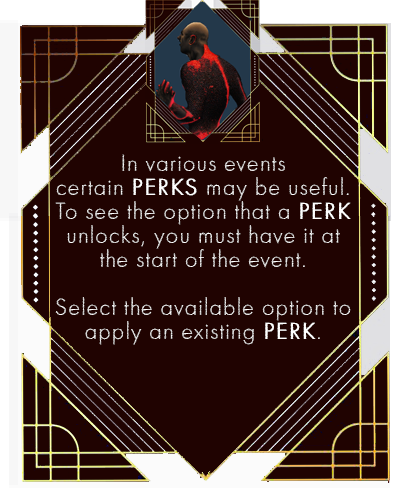 In various events
certain PERKS may be useful.
To see the option that a PERK
unlocks, you must have it at
the start of the event.
Select the available option to
apply an existing PERK.